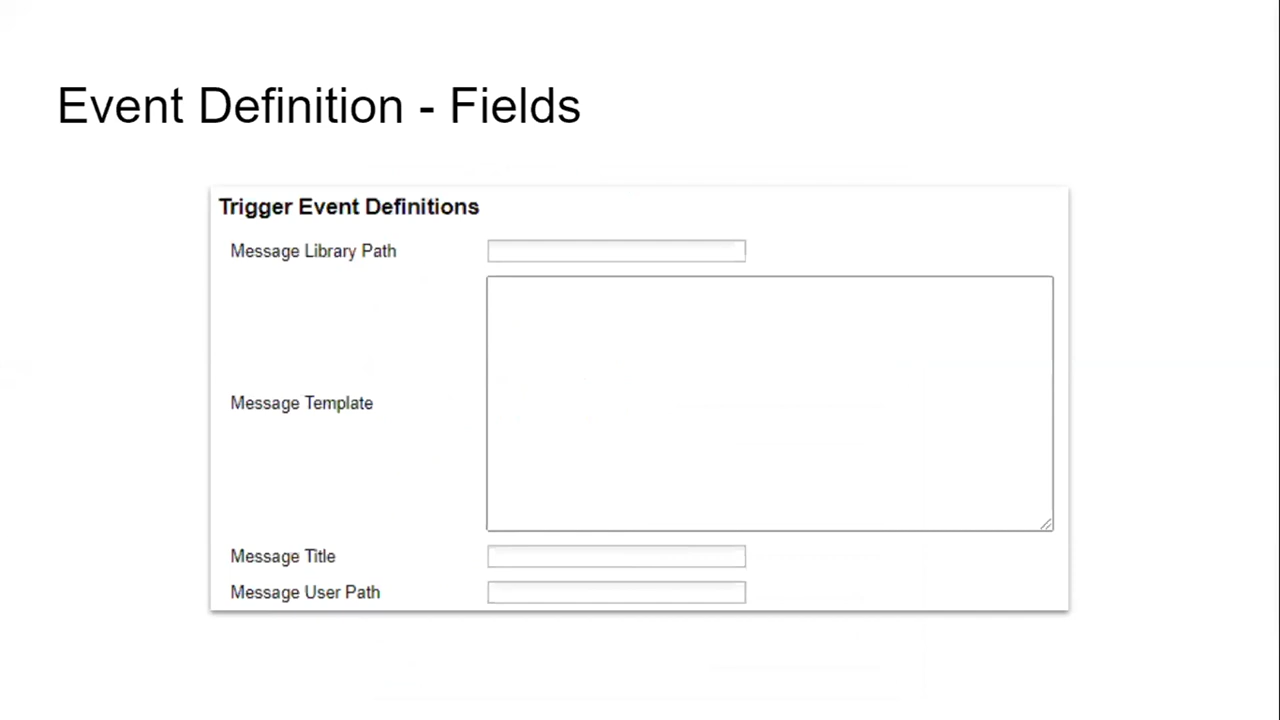 Event Definition - Fields
Trigger Event Definitions
Message Library Path
Message Template
Message Title
Message User Path